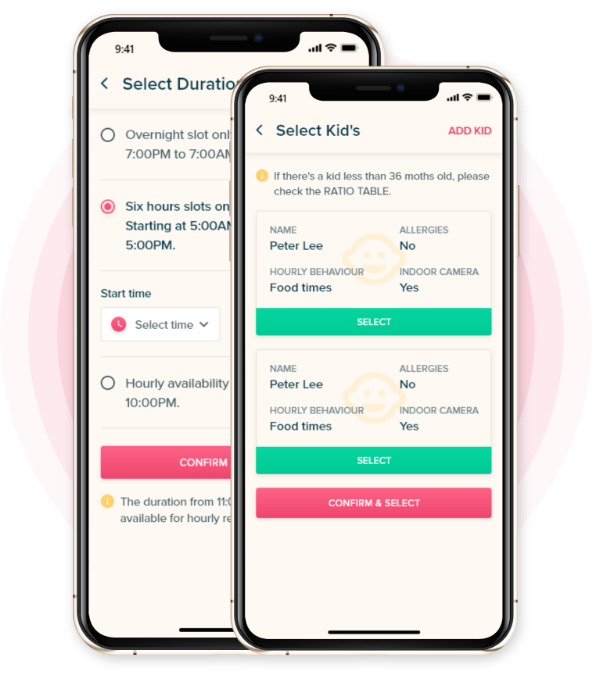 9:41
Select Duratio
Overnight slot onl
7:00PM to 7:00A
Six hours slots on
Starting at 5:00A
5:00PM.
Start time
Select time
Hourly availability
10:00PM.
CONFIRM
The duration from 11:0
available for hourly re
9:41
Select Kid's
ADD KID
If there's a kid less than 36 moths old, please
check the RATIO TABLE.
NAME ALLERGIES
Peter Lee No
HOURLY BEHAVIOUR INDOOR CAMERA
Food times Yes
SELECT
NAME ALLERGIES
Peter Lee No
HOURLY BEHAVIOUR INDOOR CAMERA
Food times Yes
SELECT
CONFIRM & SELECT